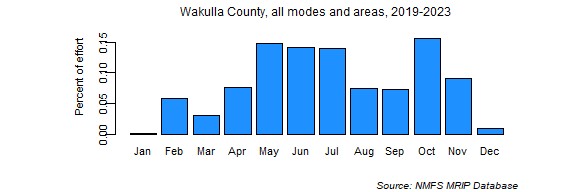 Wakulla County, all modes and areas, 2019-2023
Percent of effort
0.15
0.10
0.05
0.00
Jan Feb Mar Apr May Jun Jul Aug Sep Oct Nov Dec
Source: NMFS MRIP Database